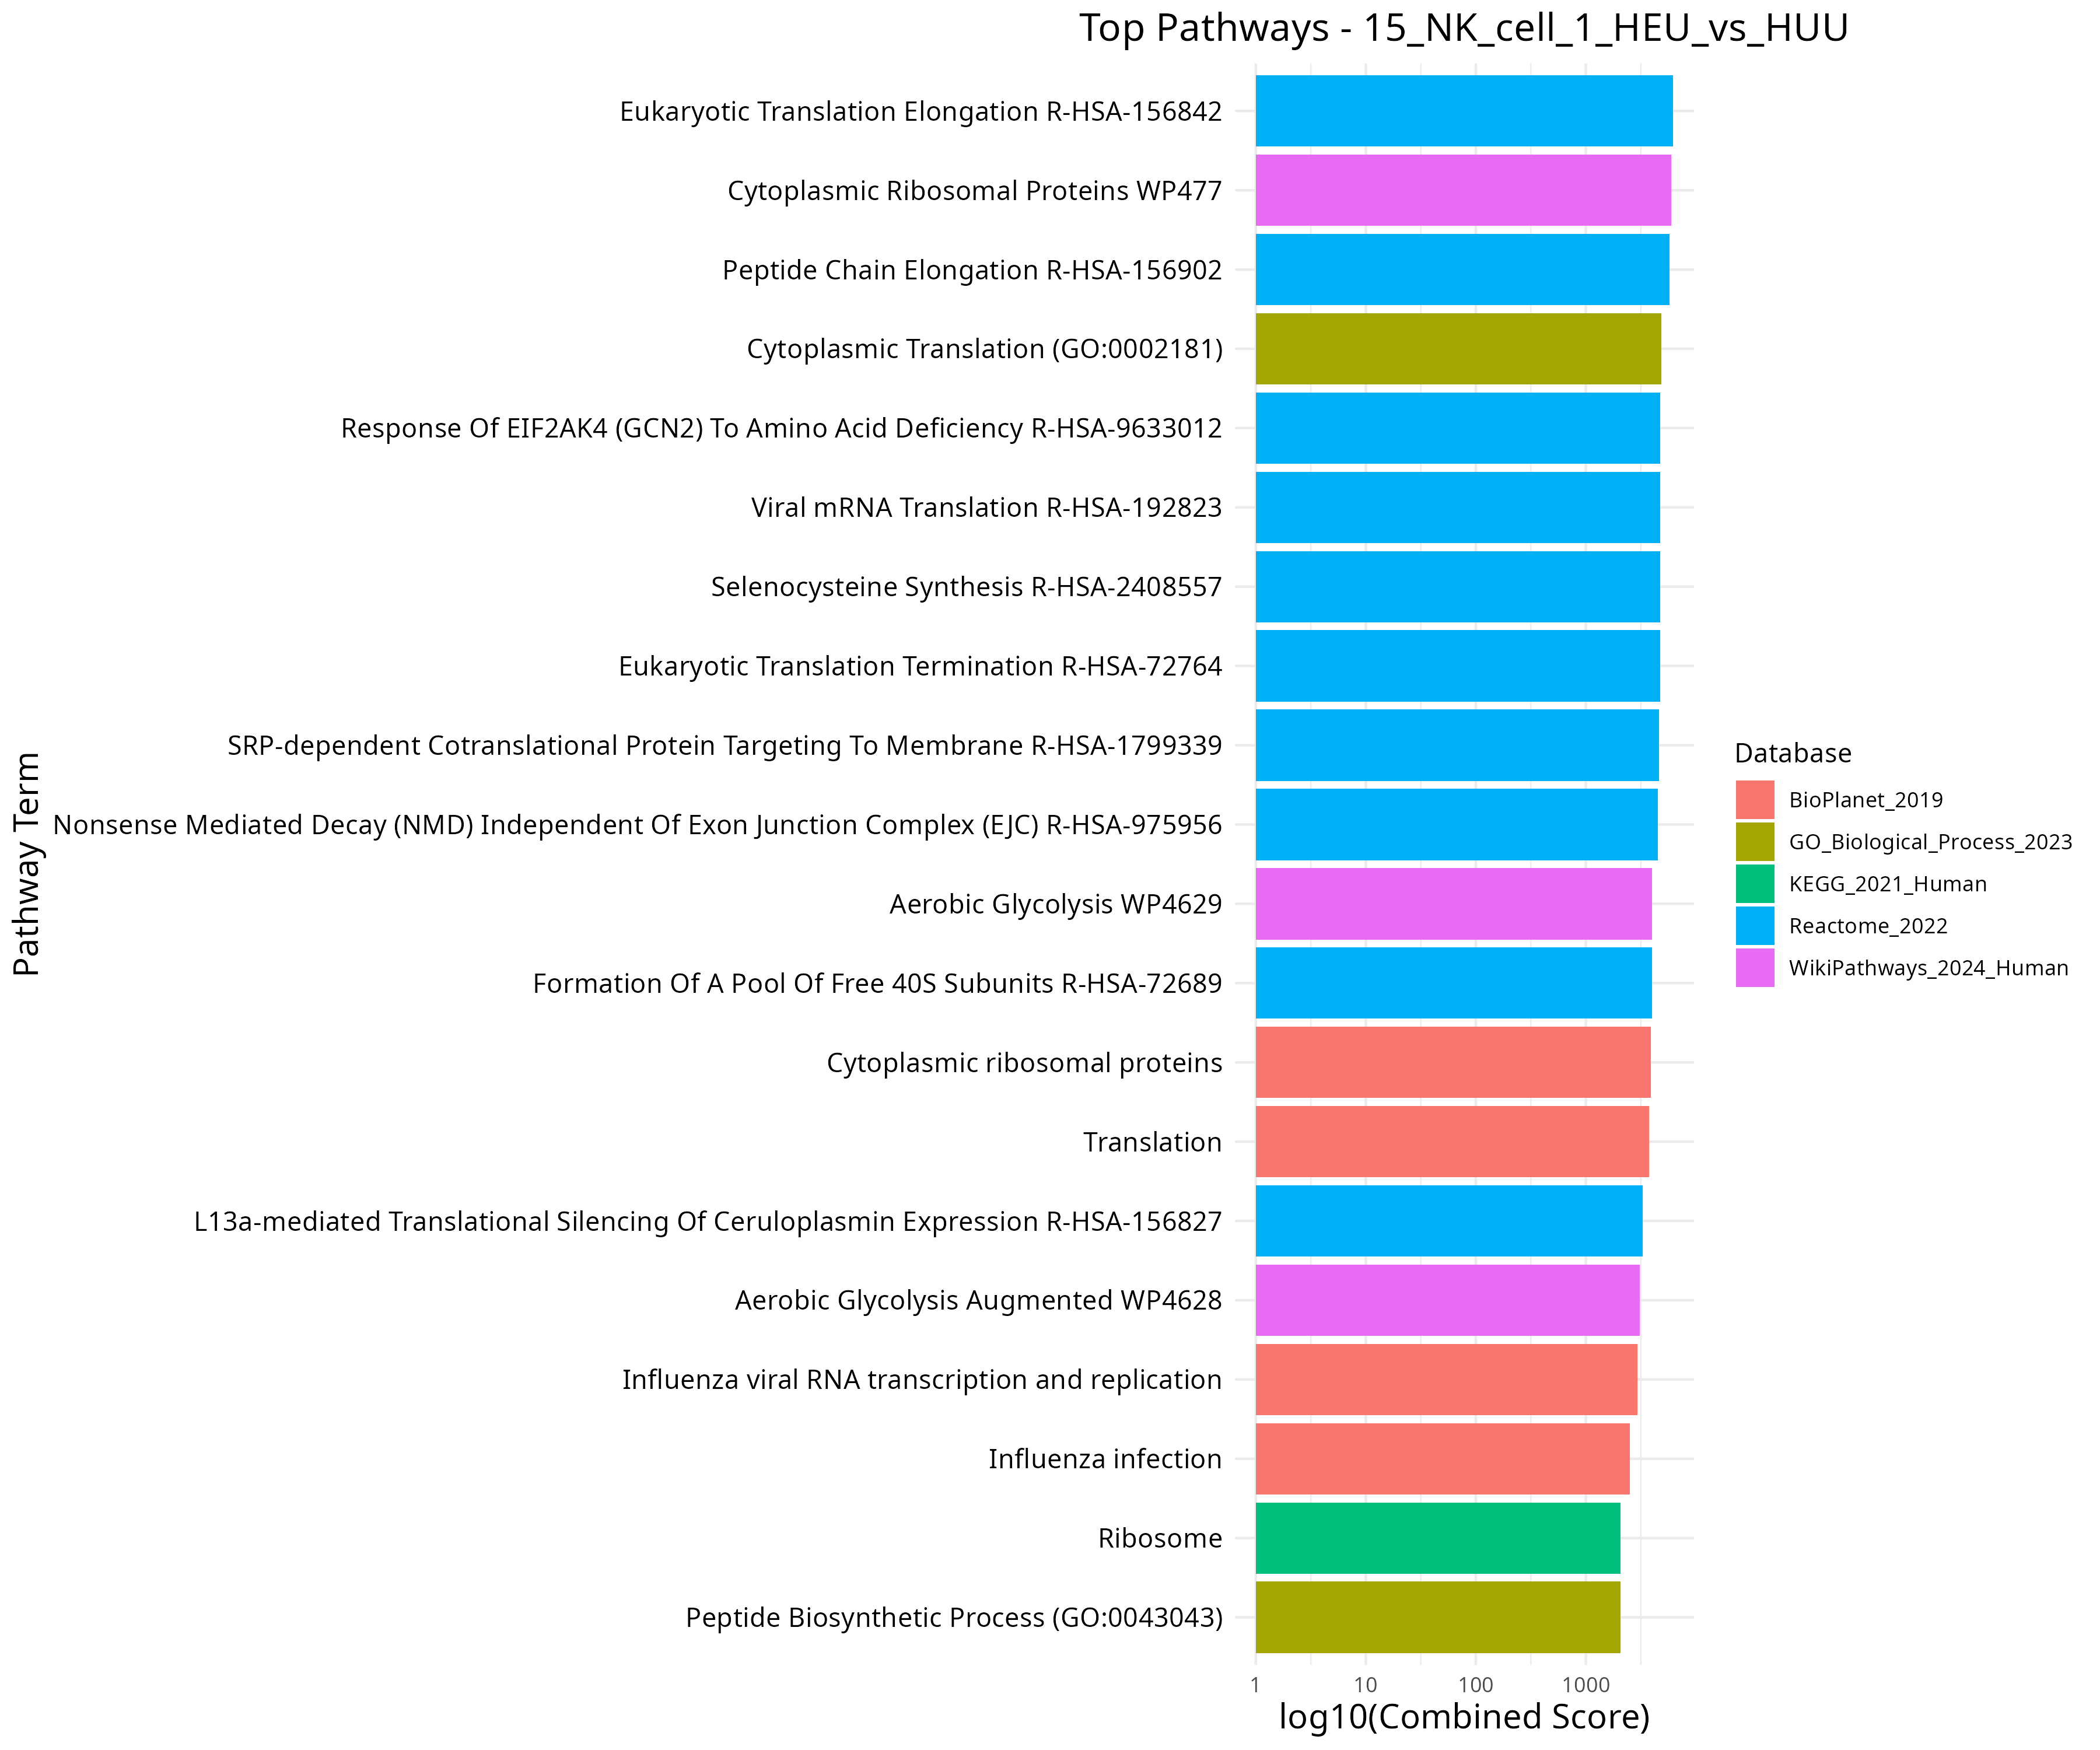 Top Pathways - 15_NK_cell_1_HEU_vs_HUU
Pathway Term
Eukaryotic Translation Elongation R-HSA-156842
Cytoplasmic Ribosomal Proteins WP477
Peptide Chain Elongation R-HSA-156902
Cytoplasmic Translation (GO:0002181)
Response Of EIF2AK4 (GCN2) To Amino Acid Deficiency R-HSA-9633012
Viral mRNA Translation R-HSA-192823
Selenocysteine Synthesis R-HSA-2408557
Eukaryotic Translation Termination R-HSA-72764
SRP-dependent Cotranslational Protein Targeting To Membrane R-HSA-1799339
Nonsense Mediated Decay (NMD) Independent Of Exon Junction Complex (EJC) R-HSA-975956
Aerobic Glycolysis WP4629
Formation Of A Pool Of Free 40S Subunits R-HSA-72689
Cytoplasmic ribosomal proteins
Translation
L13a-mediated Translational Silencing Of Ceruloplasmin Expression R-HSA-156827
Aerobic Glycolysis Augmented WP4628
Influenza viral RNA transcription and replication
Influenza infection
Ribosome
Peptide Biosynthetic Process (GO:0043043)
1 10 100 1000
log10(Combined Score)
Database
BioPlanet_2019
GO_Biological_Process_2023
KEGG_2021_Human
Reactome_2022
WikiPathways_2024_Human